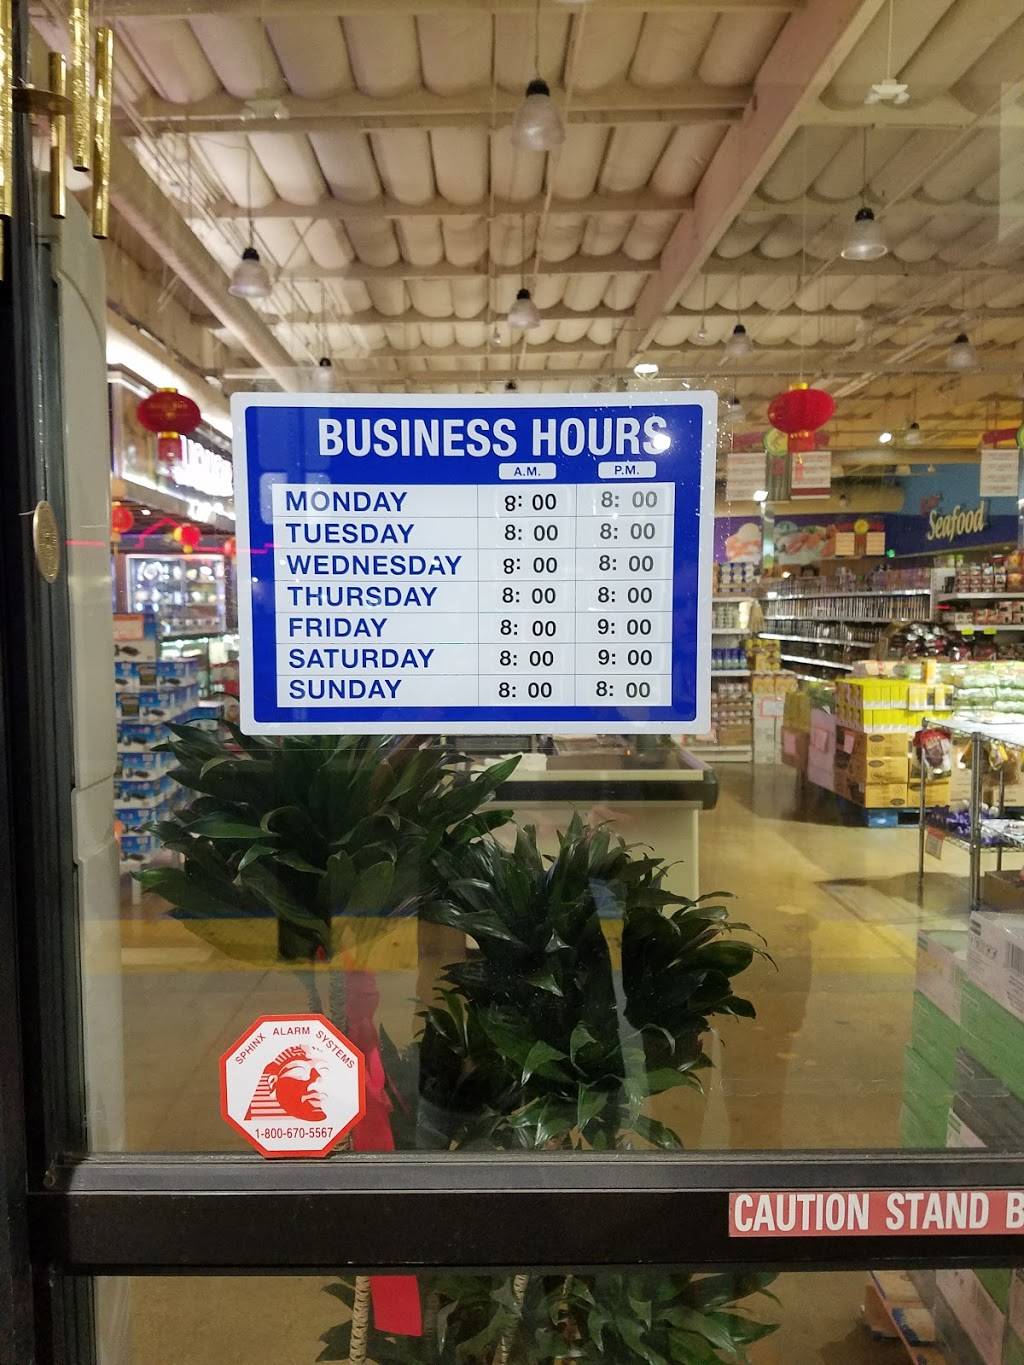 BUSINESS HOURS
A.M. P.M.
MONDAY 8: 00 8: 00
TUESDAY 8: 00 8: 00
WEDNESDAY 8: 00 8: 00
THURSDAY 8: 00 8: 00
FRIDAY 8: 00 9: 00
SATURDAY 8: 00 9: 00
SUNDAY 8: 00 8: 00
Seafood
SPHINX ALARM SYSTEMS
1-800-670-5567
CAUTION STAND B